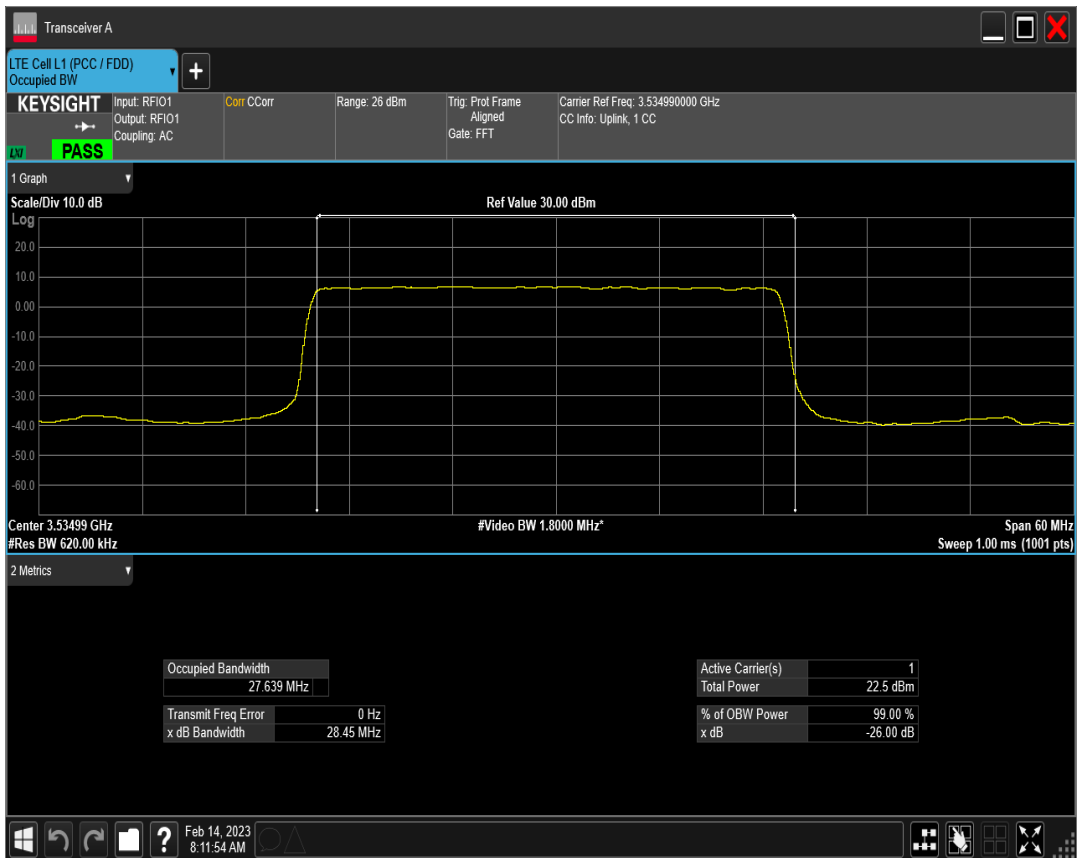 Transceiver A
LTE Cell L1 (PCC / FDD)
Occupied BW
KEYSIGHT
LXI
PASS
Input: RFIO1
Output: RFIO1
Coupling: AC
Corr CCorr
Range: 26 dBm
Trig: Prot Frame
Aligned
Gate: FFT
Carrier Ref Freq: 3.534990000 GHz
CC Info: Uplink, 1 CC
1 Graph
Scale/Div 10.0 dB
Ref Value 30.00 dBm
Log
20.0
10.0
0.00
-10.0
-20.0
-30.0
-40.0
-50.0
-60.0
Center 3.53499 GHz
#Video BW 1.8000 MHz*
Span 60 MHz
#Res BW 620.00 kHz
Sweep 1.00 ms (1001 pts)
2 Metrics
Occupied Bandwidth
27.639 MHz
Transmit Freq Error 0 Hz
x dB Bandwidth 28.45 MHz
Active Carrier(s) 1
Total Power 22.5 dBm
% of OBW Power 99.00 %
x dB -26.00 dB
Feb 14, 2023
8:11:54 AM